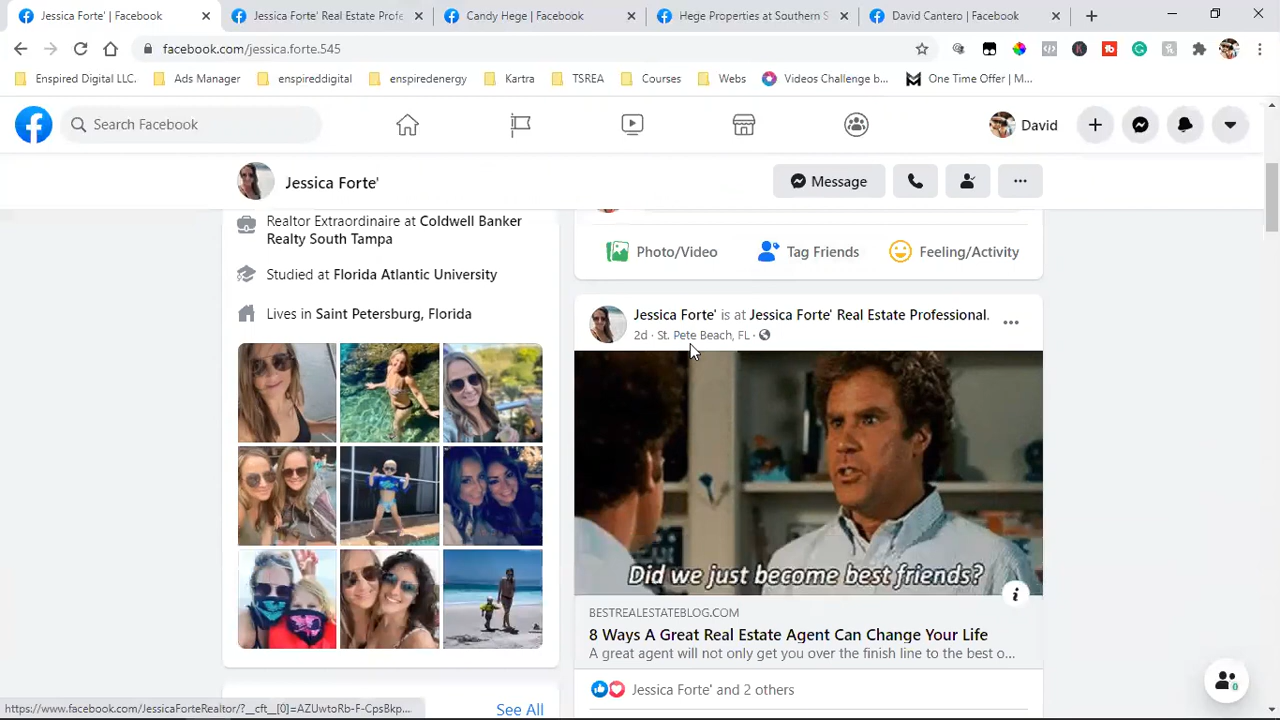 Jessica Forte' | Facebook
Jessica Forte' Real Estate Profe
Candy Hege | Facebook
Hege Properties at Southern S
David Cantero | Facebook
facebook.com/jessica.forte.545
Enspired Digital LLC.
Ads Manager
enspireddigital
enspiredenergy
Kartra
TSREA
Courses
Webs
Videos Challenge b...
One Time Offer | M...
Search Facebook
David
Jessica Forte'
Message
Realtor Extraordinaire at Coldwell Banker
Realty South Tampa
Studied at Florida Atlantic University
Lives in Saint Petersburg, Florida
See All
Photo/Video
Tag Friends
Feeling/Activity
Jessica Forte' is at Jessica Forte' Real Estate Professional.
2d · St. Pete Beach, FL ·
Did we just become best friends?
BESTREALESTATEBLOG.COM
8 Ways A Great Real Estate Agent Can Change Your Life
A great agent will not only get you over the finish line to the best o...
Jessica Forte' and 2 others
https://www.facebook.com/JessicaForteRealtor/?__cft__[0]=AZUwtoRb-F-CpsBkp...